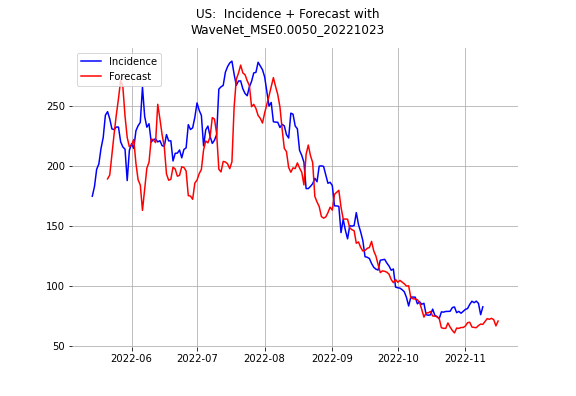 US:  Incidence + Forecast with
WaveNet_MSE0.0050_20221023
Incidence
Forecast
250
200
150
100
50
2022-06 2022-07 2022-08 2022-09 2022-10 2022-11